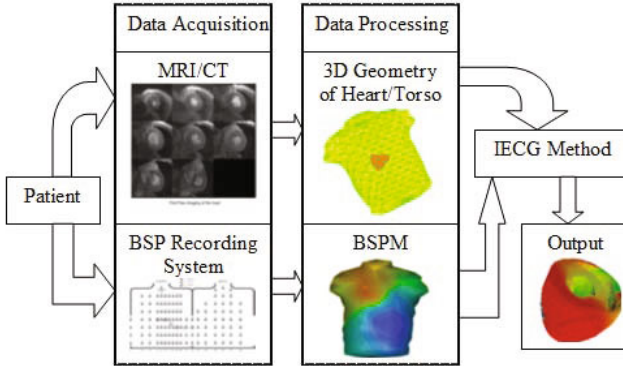 Data Acquisition
Data Processing
MRI/CT
3D Geometry
of Heart/Torso
IECG Method
Patient
BSP Recording
System
BSPM
Output